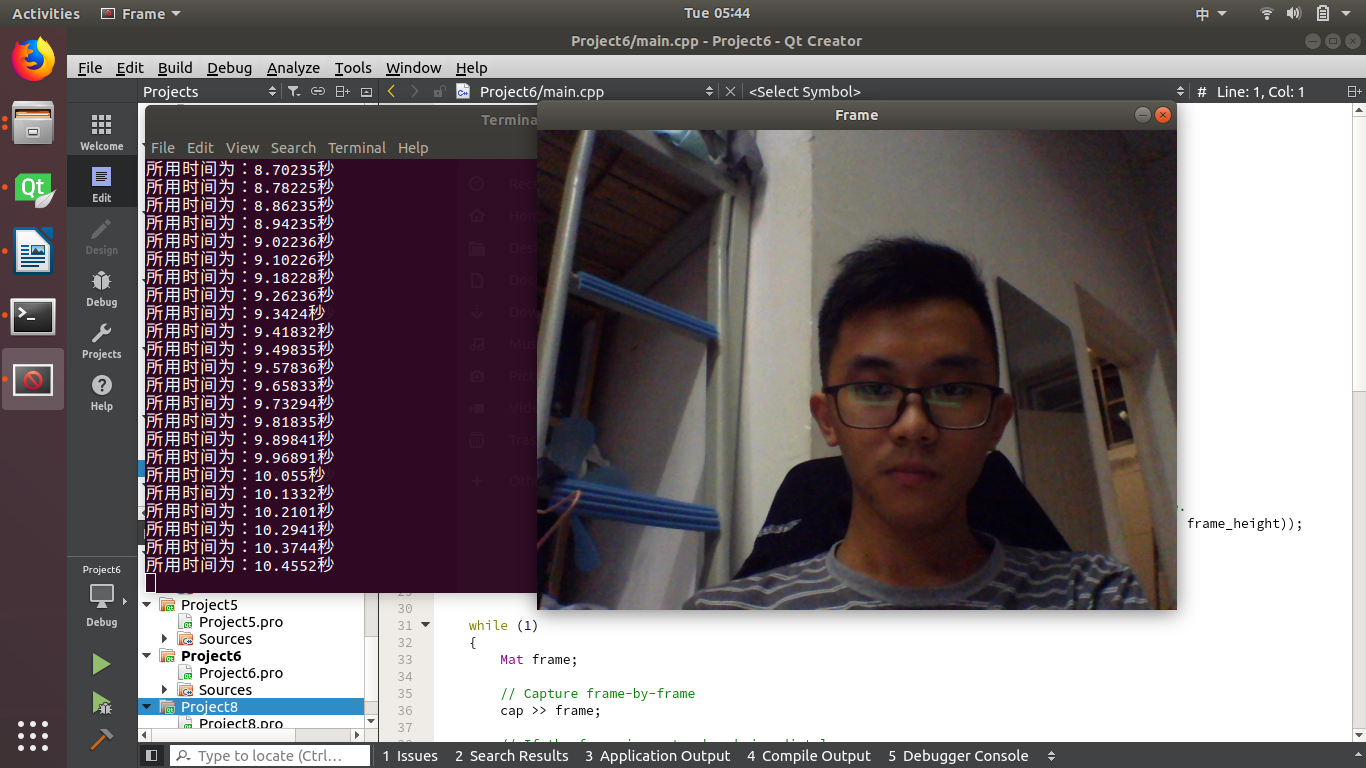 Activities Frame Tue 05:44 中
Project6/main.cpp - Project6 - Qt Creator
File Edit Build Debug Analyze Tools Window Help
Projects Project6/main.cpp <Select Symbol> # Line: 1, Col: 1
Welcome
Edit
Design
Debug
Projects
Help
Project6
Debug
File Edit View Search Terminal Help
所用时间为：8.70235秒
所用时间为：8.78225秒
所用时间为：8.86235秒
所用时间为：8.94235秒
所用时间为：9.02236秒
所用时间为：9.10226秒
所用时间为：9.18228秒
所用时间为：9.26236秒
所用时间为：9.3424秒
所用时间为：9.41832秒
所用时间为：9.49835秒
所用时间为：9.57836秒
所用时间为：9.65833秒
所用时间为：9.73294秒
所用时间为：9.81835秒
所用时间为：9.89841秒
所用时间为：9.96891秒
所用时间为：10.055秒
所用时间为：10.1332秒
所用时间为：10.2101秒
所用时间为：10.2941秒
所用时间为：10.3744秒
所用时间为：10.4552秒
Frame
frame_height));
Project5
Project5.pro
Sources
Project6
Project6.pro
Sources
Project8
Project8.pro
30
31 while (1)
32 {
33 Mat frame;
34
35 // Capture frame-by-frame
36 cap >> frame;
37
Type to locate (Ctrl... 1 Issues 2 Search Results 3 Application Output 4 Compile Output 5 Debugger Console